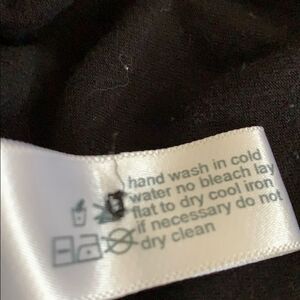 hand wash in cold
water no bleach lay
flat to dry cool iron
if necessary do not
dry clean